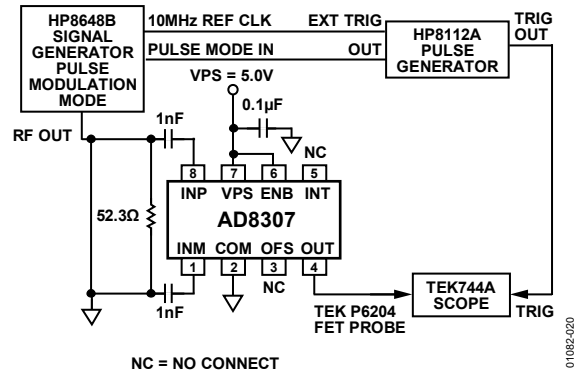 HP8648B
SIGNAL
GENERATOR
PULSE
MODULATION
MODE
10MHz REF CLK
EXT TRIG
PULSE MODE IN
OUT
HP8112A
PULSE
GENERATOR
TRIG
OUT
VPS = 5.0V
0.1µF
1nF
RF OUT
NC
8
7
6
5
INP
VPS
ENB
INT
52.3Ω
AD8307
INM
COM
OFS
OUT
1
2
3
4
NC
1nF
TEK P6204
FET PROBE
TEK744A
SCOPE
TRIG
NC = NO CONNECT
01082-020